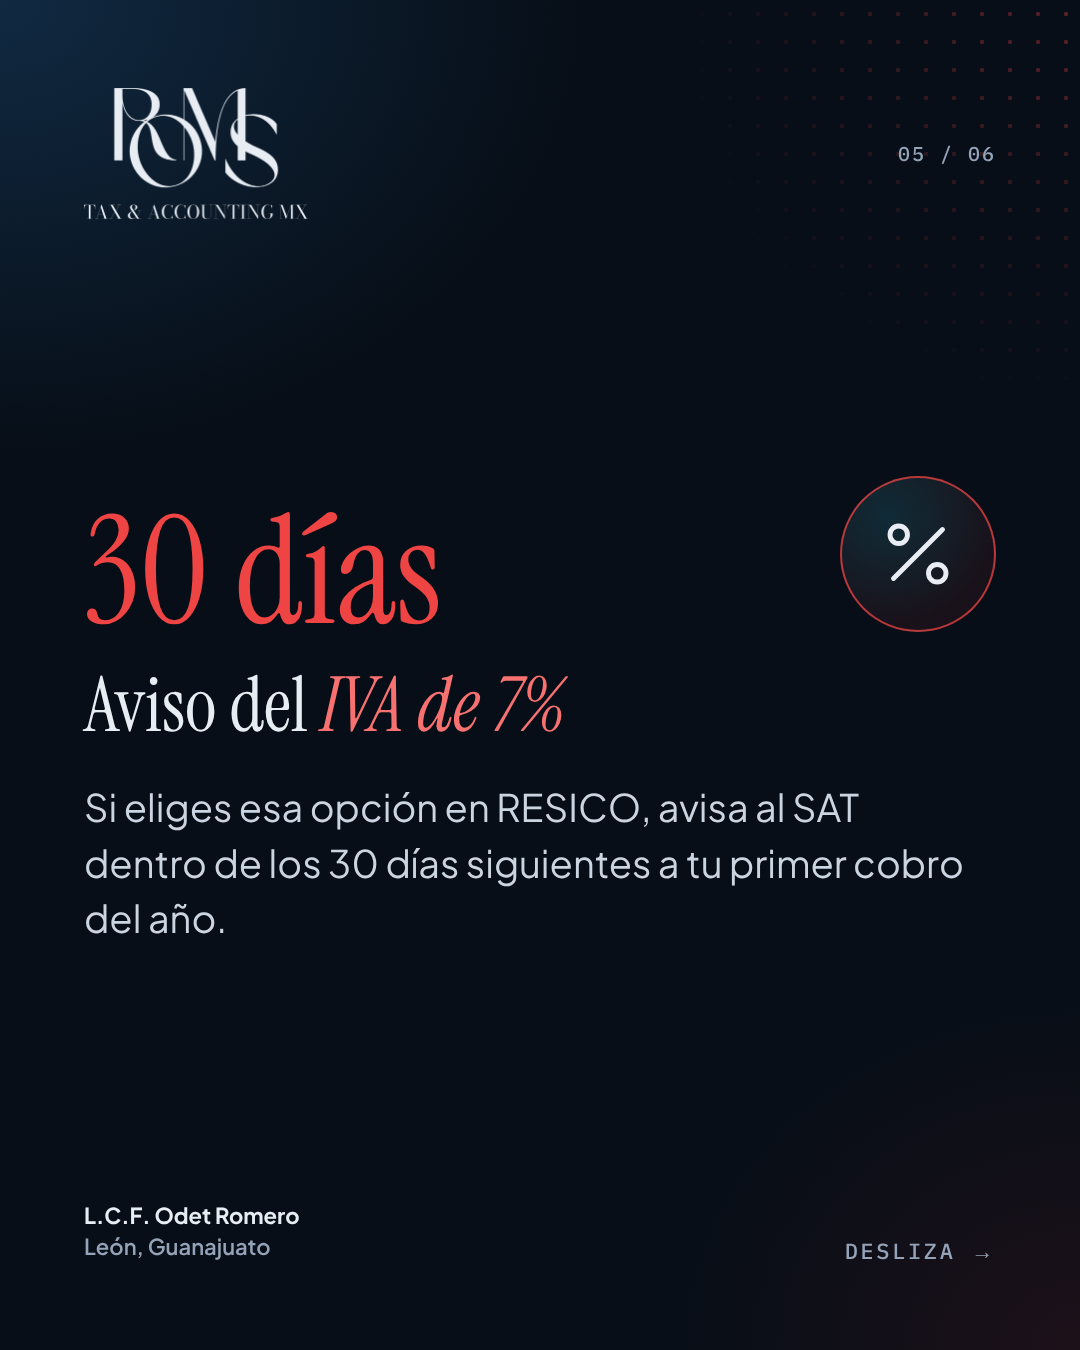 ROMS
TAX & ACCOUNTING MX
05 / 06
30 días
%
Aviso del IVA de 7%
Si eliges esa opción en RESICO, avisa al SAT
dentro de los 30 días siguientes a tu primer cobro
del año.
L.C.F. Odet Romero
León, Guanajuato
DESLIZA →